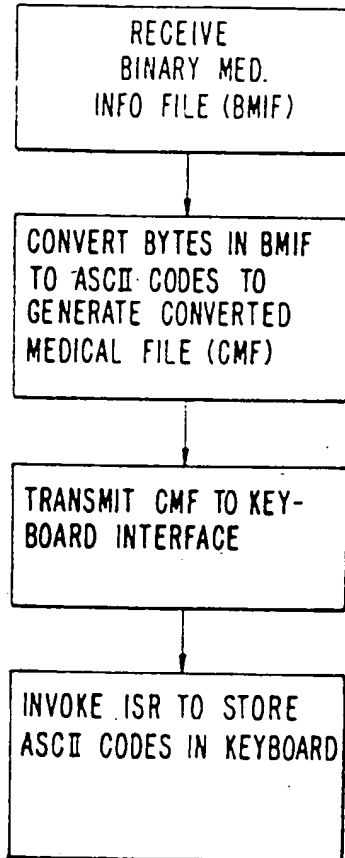 RECEIVE
BINARY MED.
INFO FILE (BMIF)
CONVERT BYTES IN BMIF
TO ASCII CODES TO
GENERATE CONVERTED
MEDICAL FILE (CMF)
TRANSMIT CMF TO KEY-
BOARD INTERFACE
INVOKE ISR TO STORE
ASCII CODES IN KEYBOARD